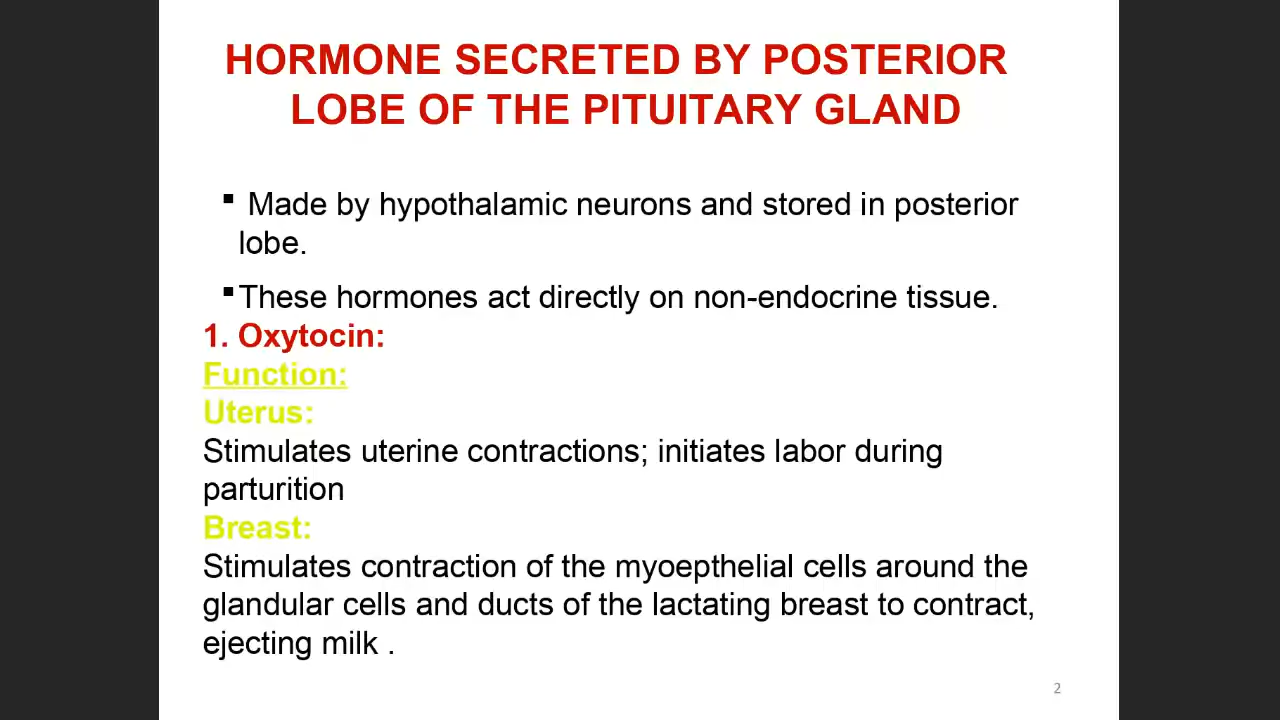 HORMONE SECRETED BY POSTERIOR
LOBE OF THE PITUITARY GLAND
▪ Made by hypothalamic neurons and stored in posterior
lobe.
▪These hormones act directly on non-endocrine tissue.
1. Oxytocin:
Function:
Uterus:
Stimulates uterine contractions; initiates labor during
parturition
Breast:
Stimulates contraction of the myoepthelial cells around the
glandular cells and ducts of the lactating breast to contract,
ejecting milk .
2